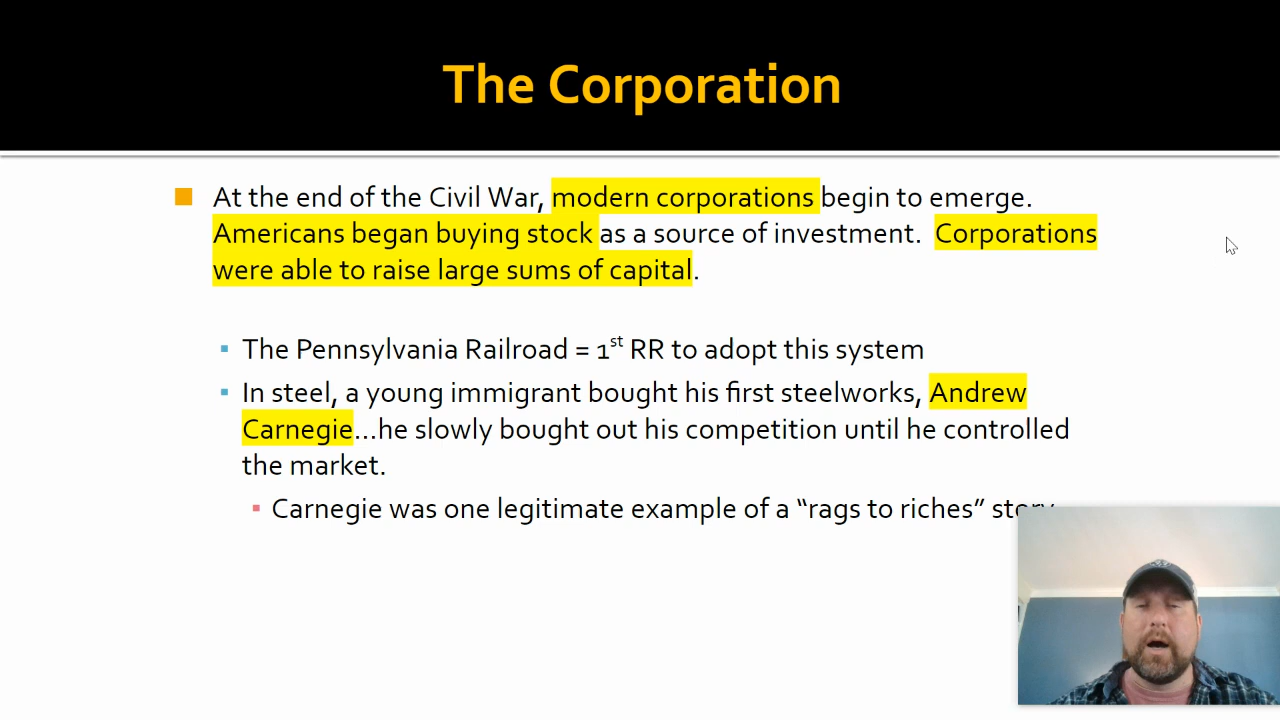 The Corporation
At the end of the Civil War, modern corporations begin to emerge.
Americans began buying stock as a source of investment.  Corporations
were able to raise large sums of capital.
The Pennsylvania Railroad = 1st RR to adopt this system
In steel, a young immigrant bought his first steelworks, Andrew
Carnegie…he slowly bought out his competition until he controlled
the market.
Carnegie was one legitimate example of a “rags to riches” story